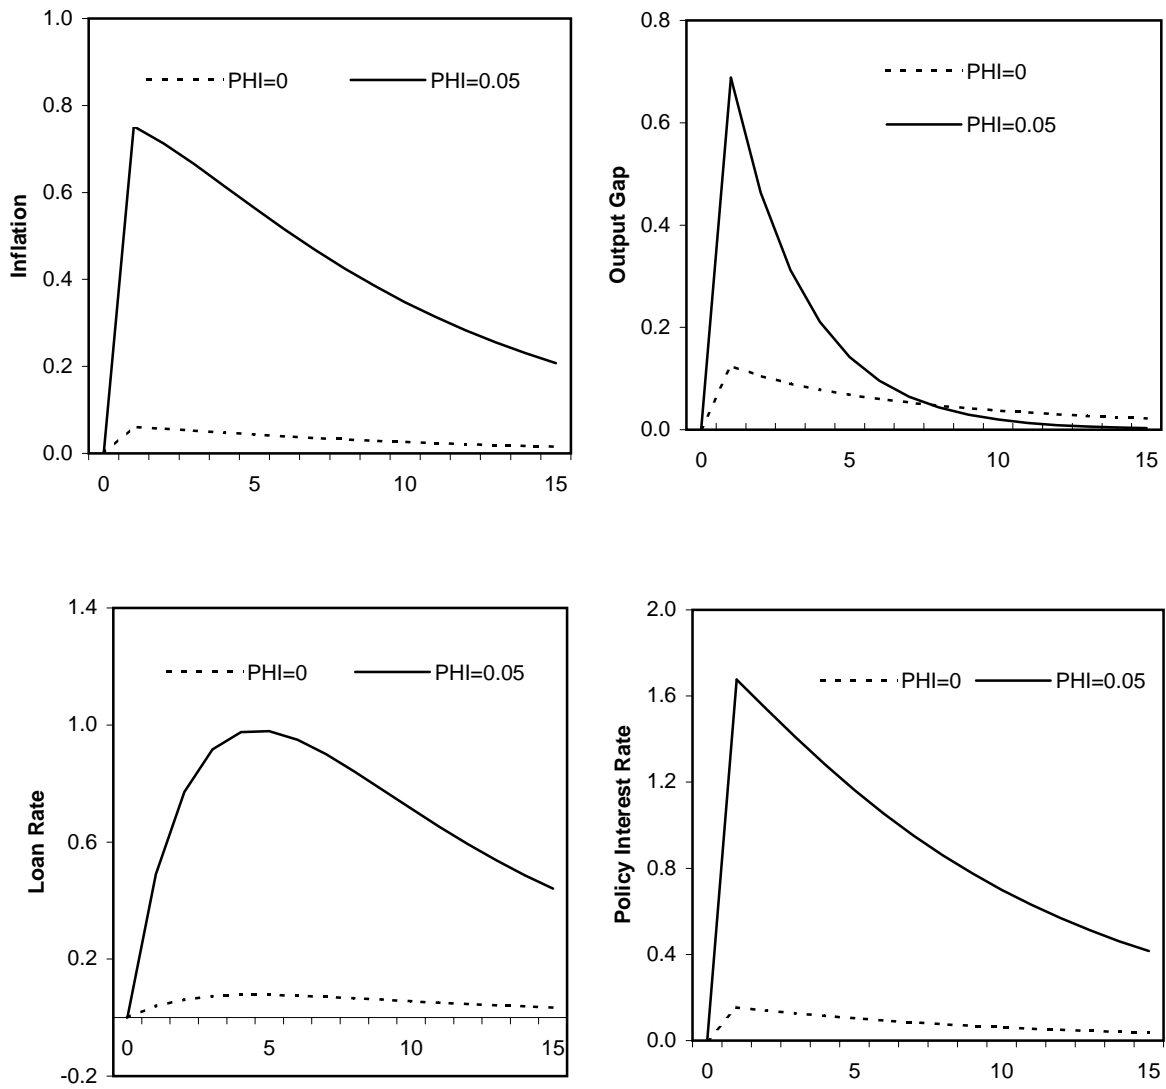 1.0
0.8
0.6
0.4
0.2
0.0
Inflation
PHI=0 PHI=0.05
0 5 10 15
0.8
0.6
0.4
0.2
0.0
Output Gap
PHI=0
PHI=0.05
0 5 10 15
1.4
1.0
0.6
0.2
-0.2
Loan Rate
PHI=0 PHI=0.05
0 5 10 15
2.0
1.6
1.2
0.8
0.4
0.0
Policy Interest Rate
PHI=0 PHI=0.05
0 5 10 15